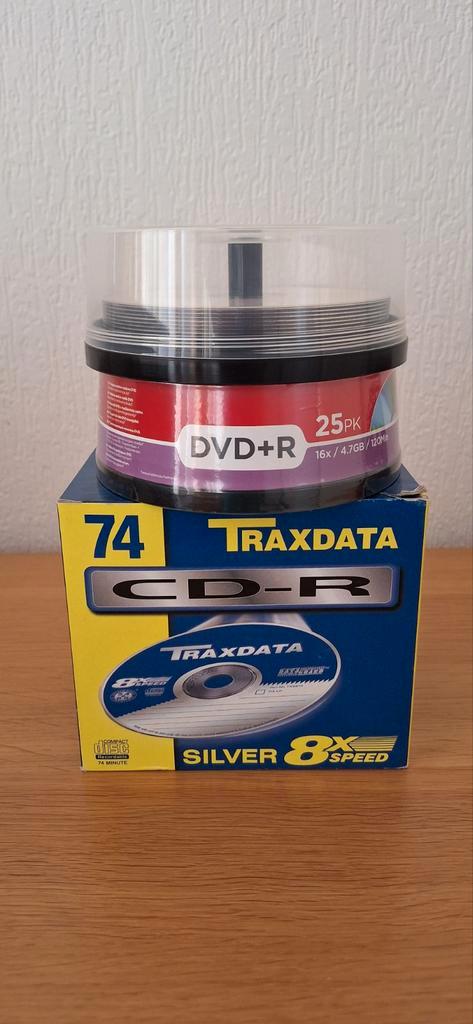 25PK
DVD+R
16x / 4.7GB / 120Min
74
TRAXDATA
CD-R
TRAXDATA
8X
SPEED
COMPACT
disc
Recordable
74 MINUTE
SILVER 8X
SPEED